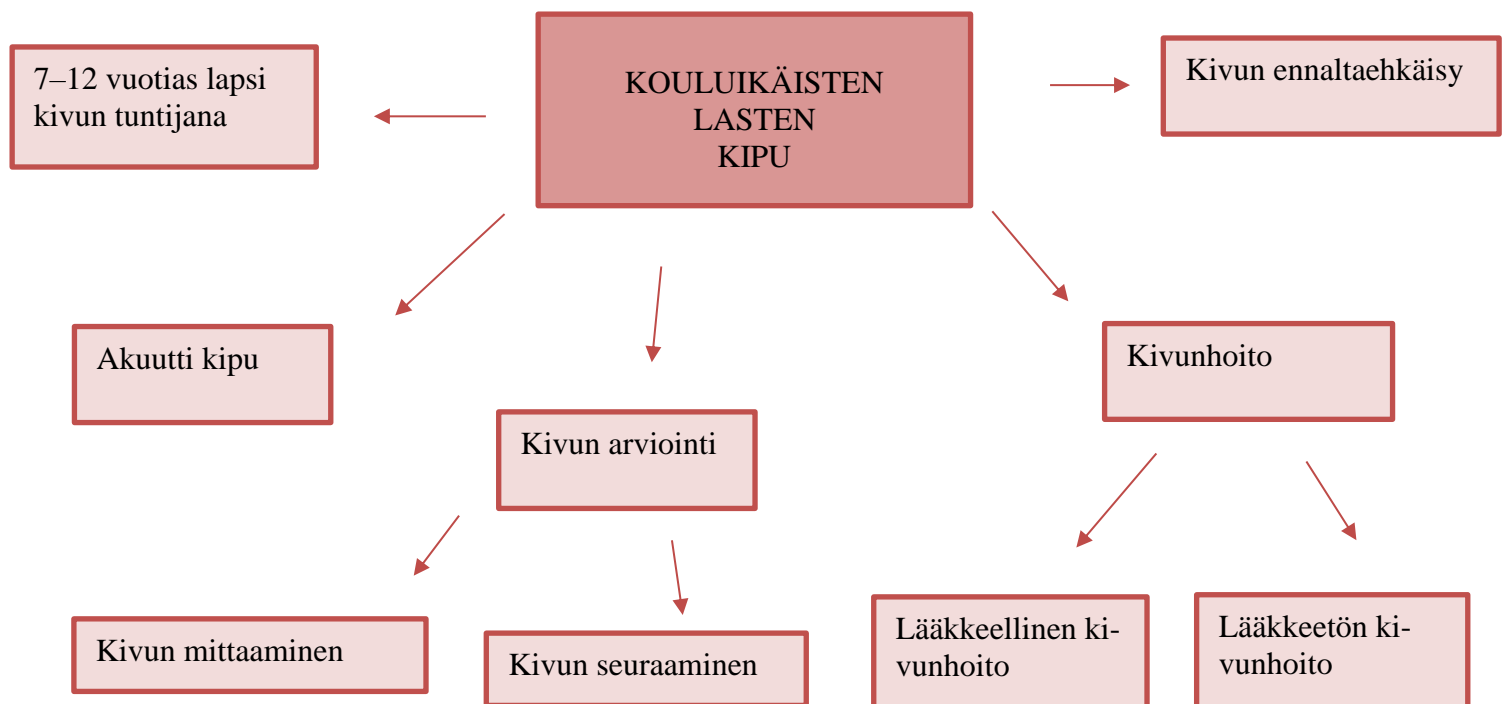 KOULUIKÄISTEN
LASTEN
KIPU
7–12 vuotias lapsi
kivun tuntijana
Kivun ennaltaehkäisy
Akuutti kipu
Kivun arviointi
Kivunhoito
Kivun mittaaminen
Kivun seuraaminen
Lääkkeellinen ki-
vunhoito
Lääkkeetön ki-
vunhoito